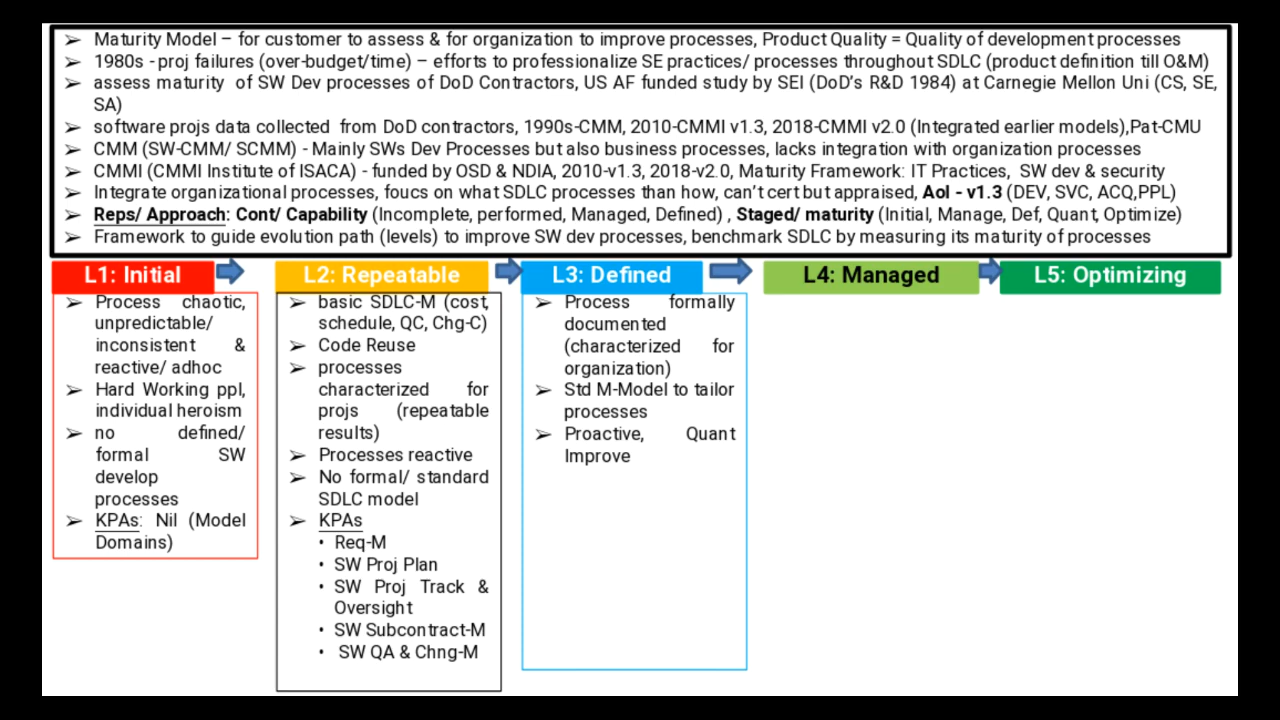 ➢ Maturity Model – for customer to assess & for organization to improve processes, Product Quality = Quality of development processes
➢ 1980s - proj failures (over-budget/time) – efforts to professionalize SE practices/ processes throughout SDLC (product definition till O&M)
➢ assess maturity of SW Dev processes of DoD Contractors, US AF funded study by SEI (DoD's R&D 1984) at Carnegie Mellon Uni (CS, SE,
SA)
➢ software projs data collected from DoD contractors, 1990s-CMM, 2010-CMMI v1.3, 2018-CMMI v2.0 (Integrated earlier models),Pat-CMU
➢ CMM (SW-CMM/ SCMM) - Mainly SWs Dev Processes but also business processes, lacks integration with organization processes
➢ CMMI (CMMI Institute of ISACA) - funded by OSD & NDIA, 2010-v1.3, 2018-v2.0, Maturity Framework: IT Practices, SW dev & security
➢ Integrate organizational processes, foucs on what SDLC processes than how, can't cert but appraised, AoI - v1.3 (DEV, SVC, ACQ,PPL)
➢ Reps/ Approach: Cont/ Capability (Incomplete, performed, Managed, Defined) , Staged/ maturity (Initial, Manage, Def, Quant, Optimize)
➢ Framework to guide evolution path (levels) to improve SW dev processes, benchmark SDLC by measuring its maturity of processes
L1: Initial
➢ Process chaotic,
unpredictable/
inconsistent &
reactive/ adhoc
➢ Hard Working ppl,
individual heroism
➢ no defined/
formal SW
develop
processes
➢ KPAs: Nil (Model
Domains)
L2: Repeatable
➢ basic SDLC-M (cost,
schedule, QC, Chg-C)
➢ Code Reuse
➢ processes
characterized for
projs (repeatable
results)
➢ Processes reactive
➢ No formal/ standard
SDLC model
➢ KPAs
• Req-M
• SW Proj Plan
• SW Proj Track &
Oversight
• SW Subcontract-M
• SW QA & Chng-M
L3: Defined
➢ Process formally
documented
(characterized for
organization)
➢ Std M-Model to tailor
processes
➢ Proactive, Quant
Improve
L4: Managed
L5: Optimizing